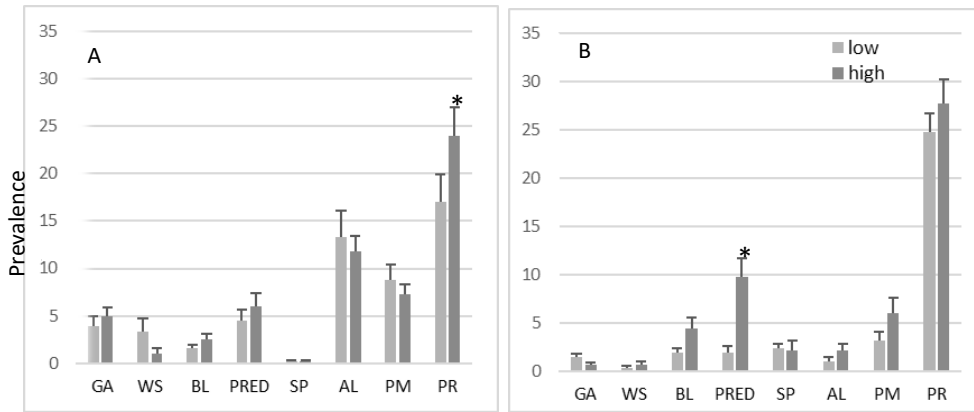 A
Prevalence
35
30
25
20
15
10
5
0
*
GA WS BL PRED SP AL PM PR
B
low
high
35
30
25
20
15
10
5
0
*
GA WS BL PRED SP AL PM PR